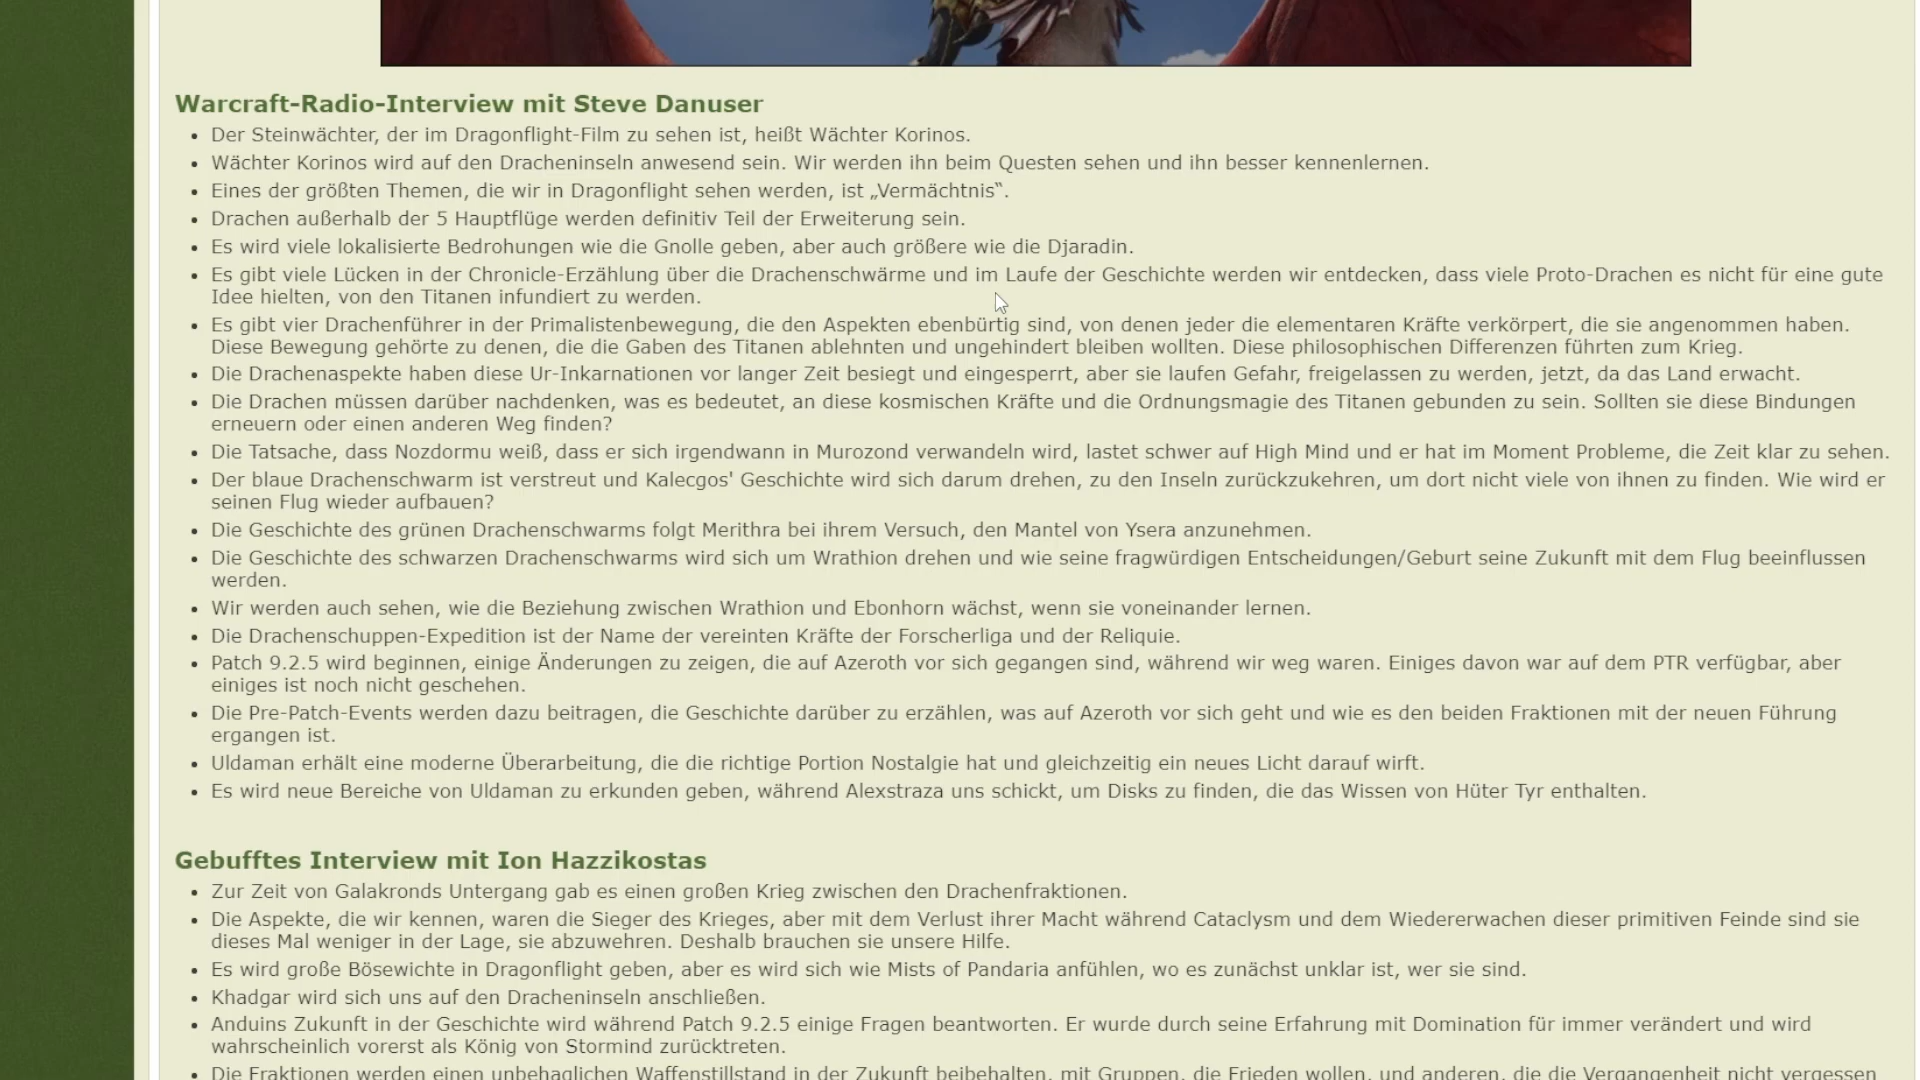 Warcraft-Radio-Interview mit Steve Danuser
Der Steinwächter, der im Dragonflight-Film zu sehen ist, heißt Wächter Korinos.
Wächter Korinos wird auf den Dracheninseln anwesend sein. Wir werden ihn beim Questen sehen und ihn besser kennenlernen.
Eines der größten Themen, die wir in Dragonflight sehen werden, ist „Vermächtnis“.
Drachen außerhalb der 5 Hauptflüge werden definitiv Teil der Erweiterung sein.
Es wird viele lokalisierte Bedrohungen wie die Gnolle geben, aber auch größere wie die Djaradin.
Es gibt viele Lücken in der Chronicle-Erzählung über die Drachenschwärme und im Laufe der Geschichte werden wir entdecken, dass viele Proto-Drachen es nicht für eine gute
Idee hielten, von den Titanen infundiert zu werden.
Es gibt vier Drachenführer in der Primalistenbewegung, die den Aspekten ebenbürtig sind, von denen jeder die elementaren Kräfte verkörpert, die sie angenommen haben.
Diese Bewegung gehörte zu denen, die die Gaben des Titanen ablehnten und ungehindert bleiben wollten. Diese philosophischen Differenzen führten zum Krieg.
Die Drachenaspekte haben diese Ur-Inkarnationen vor langer Zeit besiegt und eingesperrt, aber sie laufen Gefahr, freigelassen zu werden, jetzt, da das Land erwacht.
Die Drachen müssen darüber nachdenken, was es bedeutet, an diese kosmischen Kräfte und die Ordnungsmagie des Titanen gebunden zu sein. Sollten sie diese Bindungen
erneuern oder einen anderen Weg finden?
Die Tatsache, dass Nozdormu weiß, dass er sich irgendwann in Murozond verwandeln wird, lastet schwer auf High Mind und er hat im Moment Probleme, die Zeit klar zu sehen.
Der blaue Drachenschwarm ist verstreut und Kalecgos' Geschichte wird sich darum drehen, zu den Inseln zurückzukehren, um dort nicht viele von ihnen zu finden. Wie wird er
seinen Flug wieder aufbauen?
Die Geschichte des grünen Drachenschwarms folgt Merithra bei ihrem Versuch, den Mantel von Ysera anzunehmen.
Die Geschichte des schwarzen Drachenschwarms wird sich um Wrathion drehen und wie seine fragwürdigen Entscheidungen/Geburt seine Zukunft mit dem Flug beeinflussen
werden.
Wir werden auch sehen, wie die Beziehung zwischen Wrathion und Ebonhorn wächst, wenn sie voneinander lernen.
Die Drachenschuppen-Expedition ist der Name der vereinten Kräfte der Forscherliga und der Reliquie.
Patch 9.2.5 wird beginnen, einige Änderungen zu zeigen, die auf Azeroth vor sich gegangen sind, während wir weg waren. Einiges davon war auf dem PTR verfügbar, aber
einiges ist noch nicht geschehen.
Die Pre-Patch-Events werden dazu beitragen, die Geschichte darüber zu erzählen, was auf Azeroth vor sich geht und wie es den beiden Fraktionen mit der neuen Führung
ergangen ist.
Uldaman erhält eine moderne Überarbeitung, die die richtige Portion Nostalgie hat und gleichzeitig ein neues Licht darauf wirft.
Es wird neue Bereiche von Uldaman zu erkunden geben, während Alexstraza uns schickt, um Disks zu finden, die das Wissen von Hüter Tyr enthalten.
Gebufftes Interview mit Ion Hazzikostas
Zur Zeit von Galakronds Untergang gab es einen großen Krieg zwischen den Drachenfraktionen.
Die Aspekte, die wir kennen, waren die Sieger des Krieges, aber mit dem Verlust ihrer Macht während Cataclysm und dem Wiedererwachen dieser primitiven Feinde sind sie
dieses Mal weniger in der Lage, sie abzuwehren. Deshalb brauchen sie unsere Hilfe.
Es wird große Bösewichte in Dragonflight geben, aber es wird sich wie Mists of Pandaria anfühlen, wo es zunächst unklar ist, wer sie sind.
Khadgar wird sich uns auf den Dracheninseln anschließen.
Anduins Zukunft in der Geschichte wird während Patch 9.2.5 einige Fragen beantworten. Er wurde durch seine Erfahrung mit Domination für immer verändert und wird
wahrscheinlich vorerst als König von Stormind zurücktreten.
Die Fraktionen werden einen unbehaglichen Waffenstillstand in der Zukunft beibehalten, mit Gruppen, die Frieden wollen, und anderen, die die Vergangenheit nicht vergessen